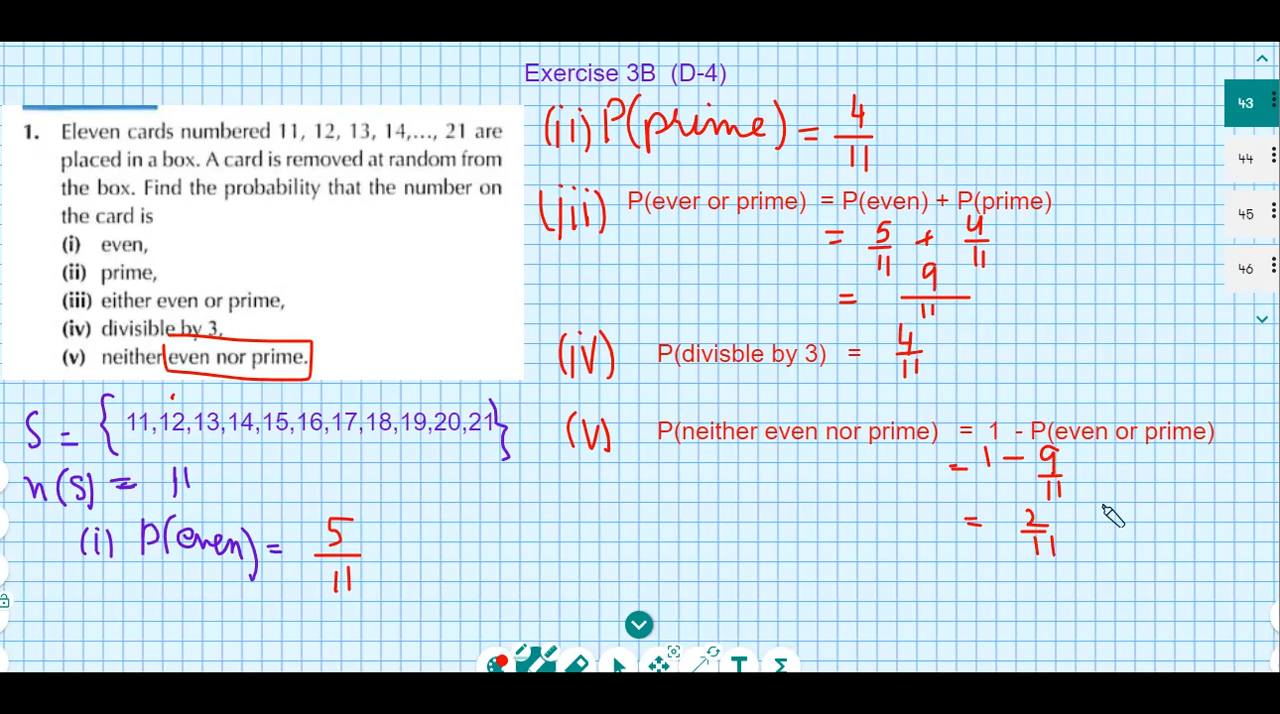 Exercise 3B (D-4)
1. Eleven cards numbered 11, 12, 13, 14,..., 21 are
placed in a box. A card is removed at random from
the box. Find the probability that the number on
the card is
(i) even,
(ii) prime,
(iii) either even or prime,
(iv) divisible by 3,
(v) neither even nor prime.
S = { 11,12,13,14,15,16,17,18,19,20,21 }
n(S) = 11
(i) P(even) = 5/11
(ii) P(prime) = 4/11
(iii) P(ever or prime) = P(even) + P(prime)
= 5/11 + 4/11
= 9/11
(iv) P(divisble by 3) = 4/11
(v) P(neither even nor prime) = 1 - P(even or prime)
= 1 - 9/11
= 2/11
43
44
45
46
T
Σ